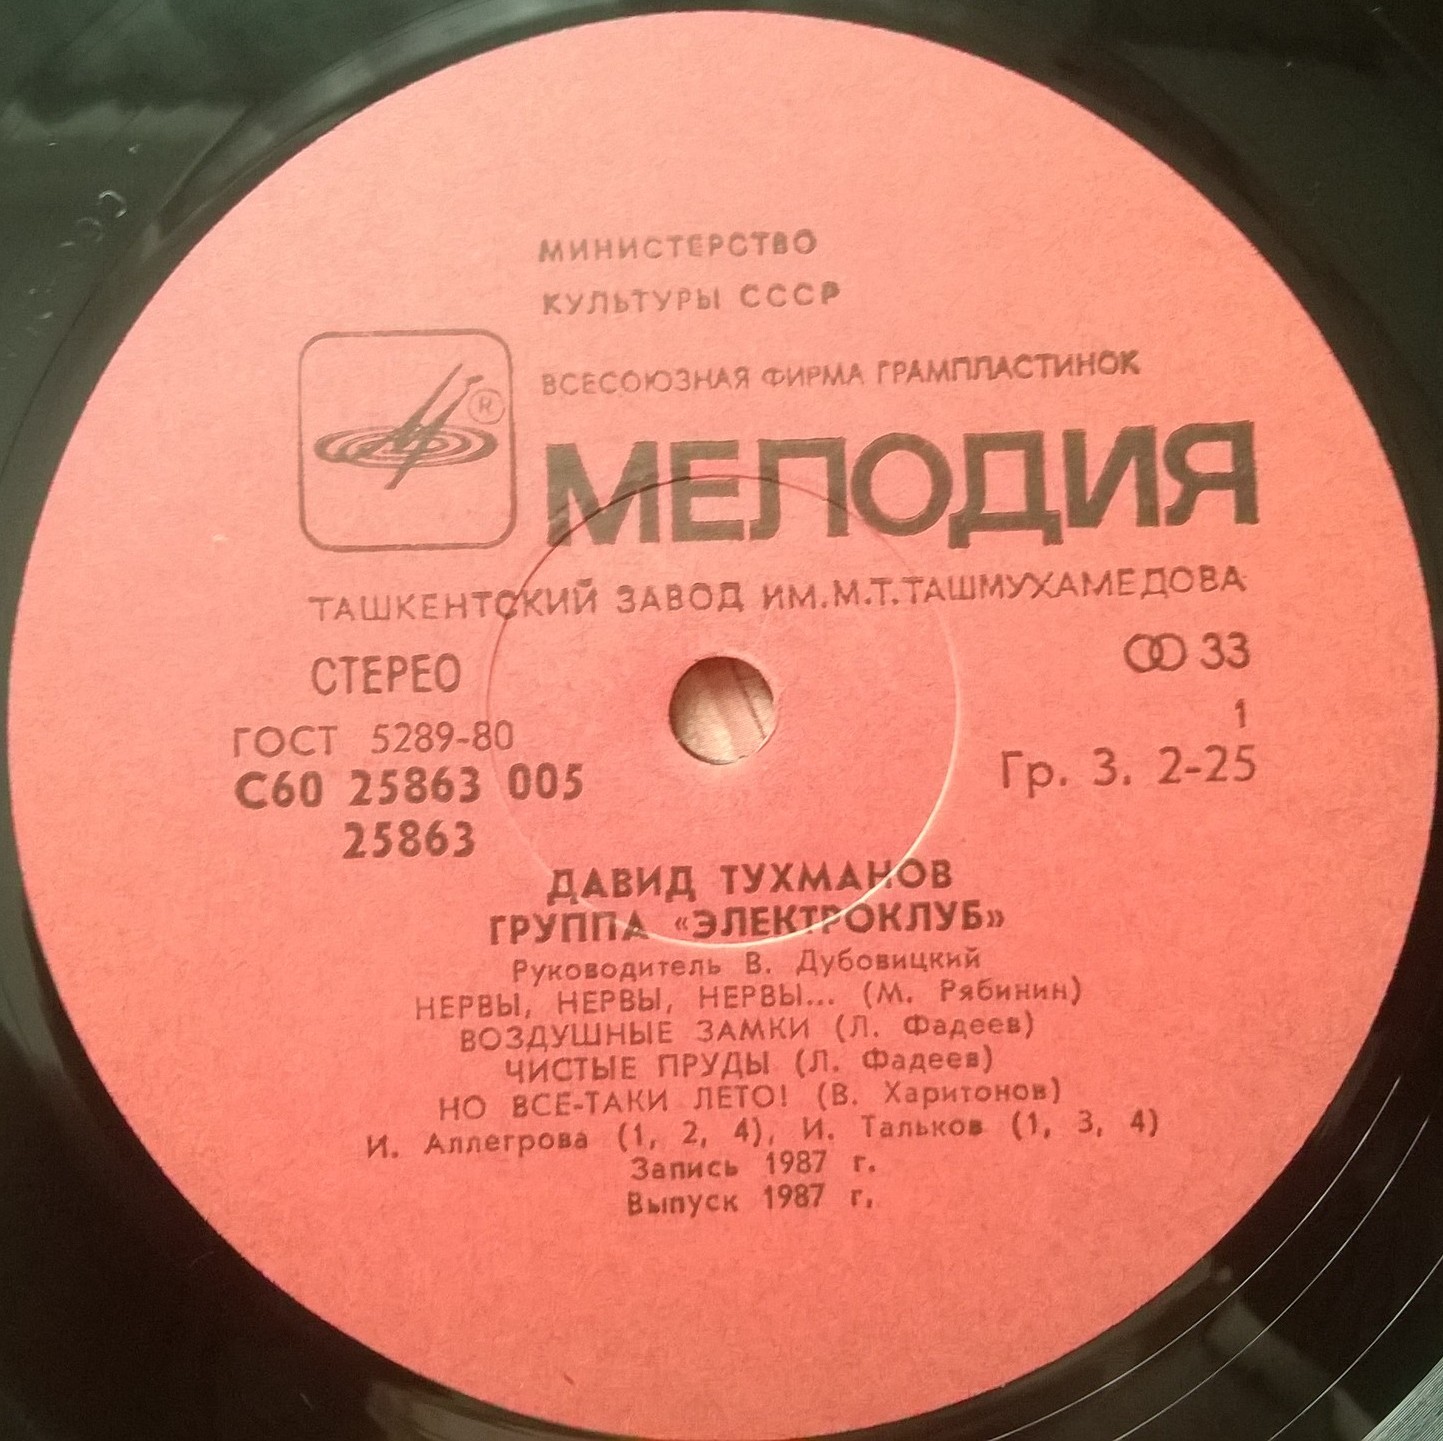 МИНИСТЕРСТВО
КУЛЬТУРЫ СССР
ВСЕСОЮЗНАЯ ФИРМА ГРАМПЛАСТИНОК
®
МЕЛОДИЯ
ТАШКЕНТСКИЙ ЗАВОД ИМ.М.Т.ТАШМУХАМЕДОВА
СТЕРЕО
33
ГОСТ 5289-80
1
С60 25863 005
Гр. 3. 2-25
25863
ДАВИД ТУХМАНОВ
ГРУППА «ЭЛЕКТРОКЛУБ»
Руководитель В. Дубовицкий
НЕРВЫ, НЕРВЫ, НЕРВЫ... (М. Рябинин)
ВОЗДУШНЫЕ ЗАМКИ (Л. Фадеев)
ЧИСТЫЕ ПРУДЫ (Л. Фадеев)
НО ВСЕ-ТАКИ ЛЕТО! (В. Харитонов)
И. Аллегрова (1, 2, 4), И. Тальков (1, 3, 4)
Запись 1987 г.
Выпуск 1987 г.